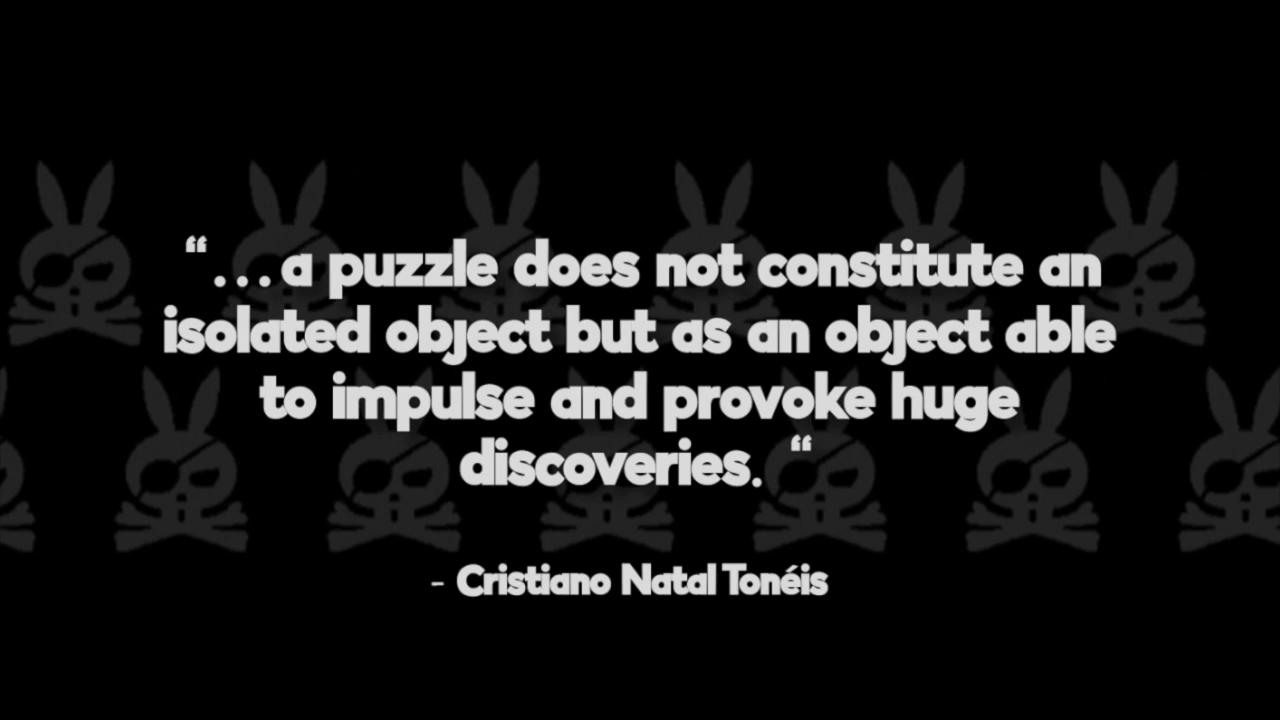 “...a puzzle does not constitute an
isolated object but as an object able
to impulse and provoke huge
discoveries. “
- Cristiano Natal Tonéis